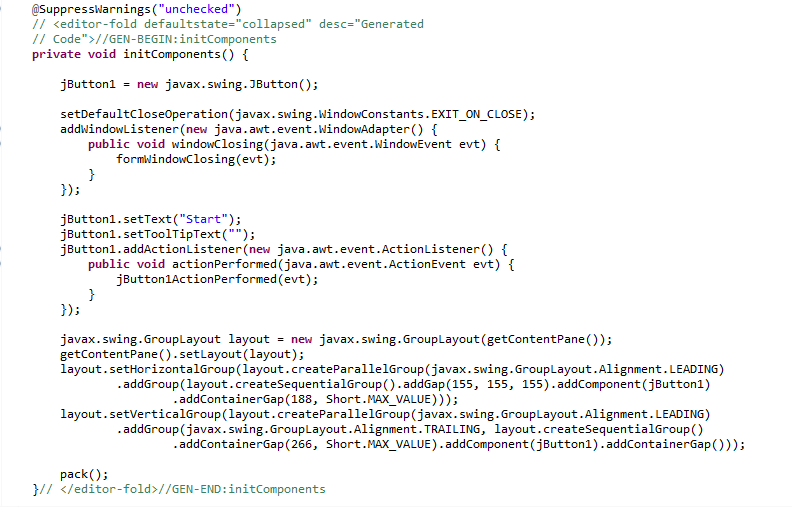 @SuppressWarnings("unchecked")
// <editor-fold defaultstate="collapsed" desc="Generated
// Code">//GEN-BEGIN:initComponents
private void initComponents() {
jButton1 = new javax.swing.JButton();
setDefaultCloseOperation(javax.swing.WindowConstants.EXIT_ON_CLOSE);
addWindowListener(new java.awt.event.WindowAdapter() {
public void windowClosing(java.awt.event.WindowEvent evt) {
formWindowClosing(evt);
}
});
jButton1.setText("Start");
jButton1.setToolTipText("");
jButton1.addActionListener(new java.awt.event.ActionListener() {
public void actionPerformed(java.awt.event.ActionEvent evt) {
jButton1ActionPerformed(evt);
}
});
javax.swing.GroupLayout layout = new javax.swing.GroupLayout(getContentPane());
getContentPane().setLayout(layout);
layout.setHorizontalGroup(layout.createParallelGroup(javax.swing.GroupLayout.Alignment.LEADING)
.addGroup(layout.createSequentialGroup().addGap(155, 155, 155).addComponent(jButton1)
.addContainerGap(188, Short.MAX_VALUE)));
layout.setVerticalGroup(layout.createParallelGroup(javax.swing.GroupLayout.Alignment.LEADING)
.addGroup(javax.swing.GroupLayout.Alignment.TRAILING, layout.createSequentialGroup()
.addContainerGap(266, Short.MAX_VALUE).addComponent(jButton1).addContainerGap()));
pack();
}// </editor-fold>//GEN-END:initComponents